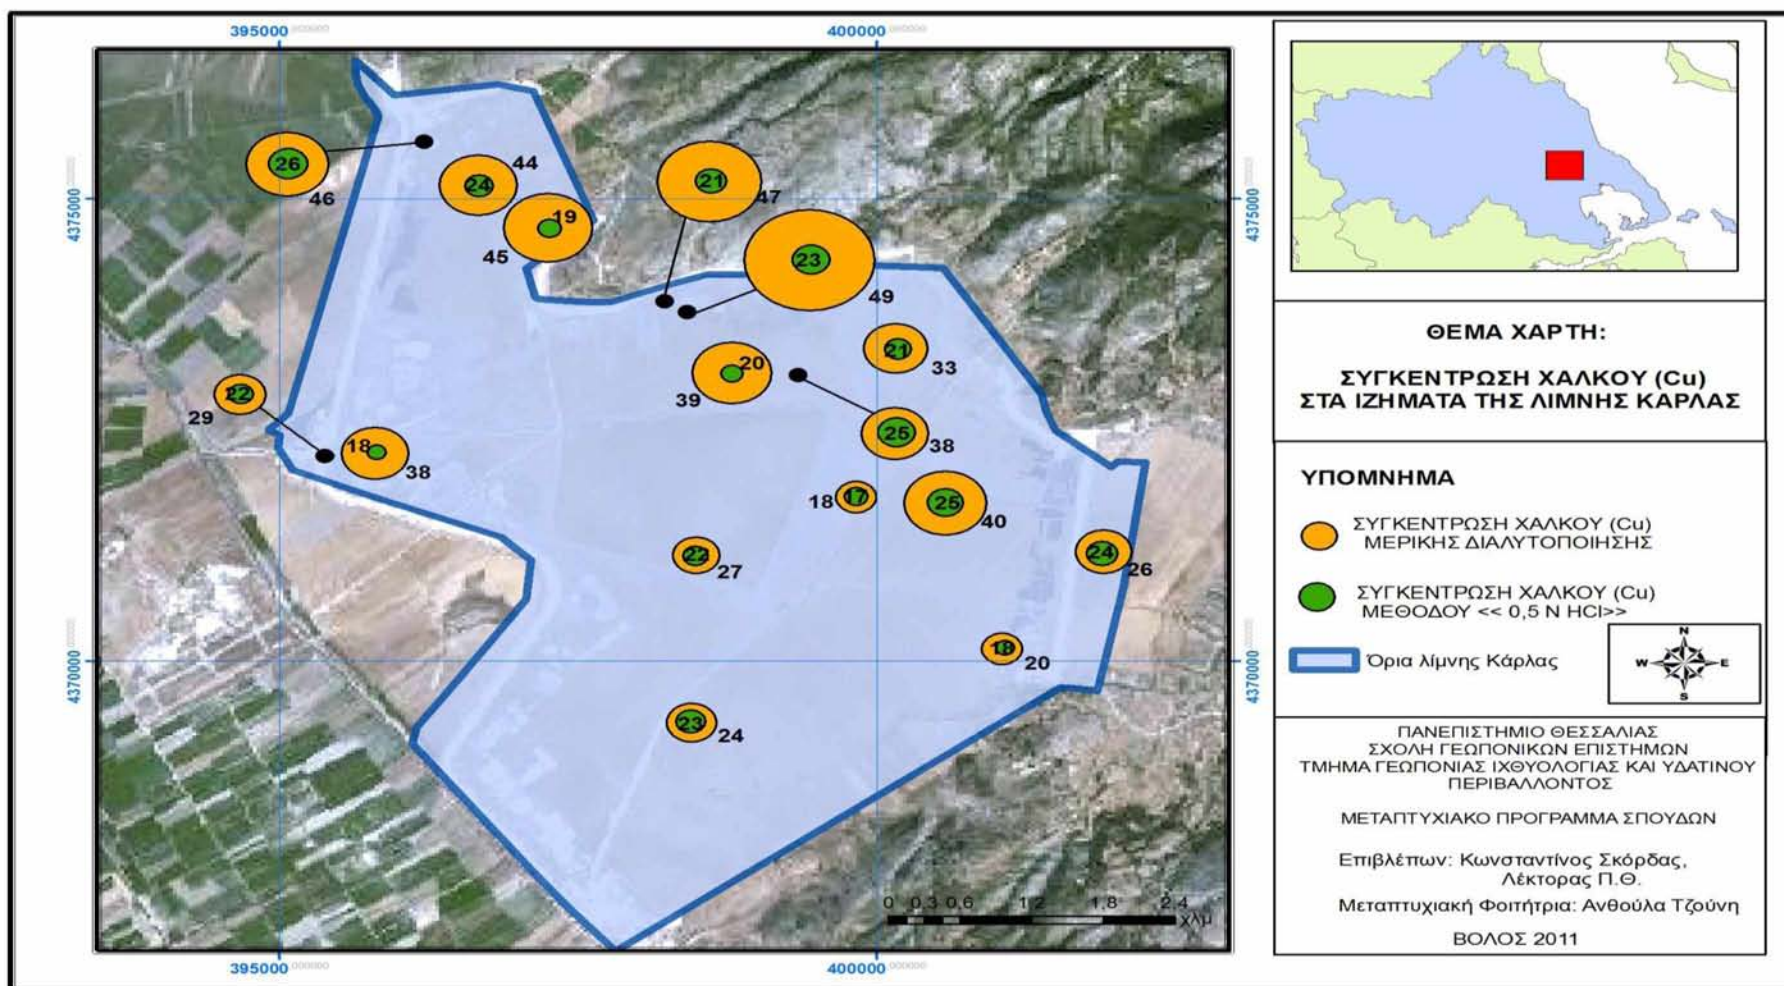 395000
400000
4375000
4375000
4370000
4370000
26
46
24
44
19
45
21
47
23
49
20
39
21
33
25
38
22
29
18
38
17
18
25
40
22
27
24
26
20
23
24
0 0.3 0.6 1.2 1.8 2.4
χλμ
395000
400000
ΘΕΜΑ ΧΑΡΤΗ:
ΣΥΓΚΕΝΤΡΩΣΗ ΧΑΛΚΟΥ (Cu)
ΣΤΑ ΙΖΗΜΑΤΑ ΤΗΣ ΛΙΜΝΗΣ ΚΑΡΛΑΣ
ΥΠΟΜΝΗΜΑ
ΣΥΓΚΕΝΤΡΩΣΗ ΧΑΛΚΟΥ (Cu)
ΜΕΡΙΚΗΣ ΔΙΑΛΥΤΟΠΟΙΗΣΗΣ
ΣΥΓΚΕΝΤΡΩΣΗ ΧΑΛΚΟΥ (Cu)
ΜΕΘΟΔΟΥ << 0,5 N HCl>>
Όρια λίμνης Κάρλας
N
W E
S
ΠΑΝΕΠΙΣΤΗΜΙΟ ΘΕΣΣΑΛΙΑΣ
ΣΧΟΛΗ ΓΕΩΠΟΝΙΚΩΝ ΕΠΙΣΤΗΜΩΝ
ΤΜΗΜΑ ΓΕΩΠΟΝΙΑΣ ΙΧΘΥΟΛΟΓΙΑΣ ΚΑΙ ΥΔΑΤΙΝΟΥ
ΠΕΡΙΒΑΛΛΟΝΤΟΣ
ΜΕΤΑΠΤΥΧΙΑΚΟ ΠΡΟΓΡΑΜΜΑ ΣΠΟΥΔΩΝ
Επιβλέπων: Κωνσταντίνος Σκόρδας,
Λέκτορας Π.Θ.
Μεταπτυχιακή Φοιτήτρια: Ανθούλα Τζούνη
ΒΟΛΟΣ 2011